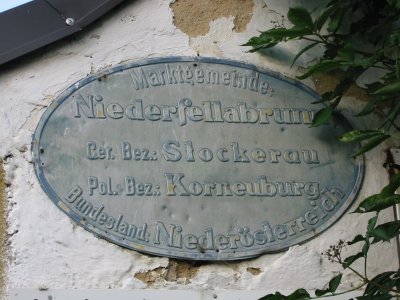 Marktgemeinde:
Niederfellabrunn
Ger. Bez.: Stockerau
Pol. Bez.: Korneuburg
Bundesland: Niederösterreich